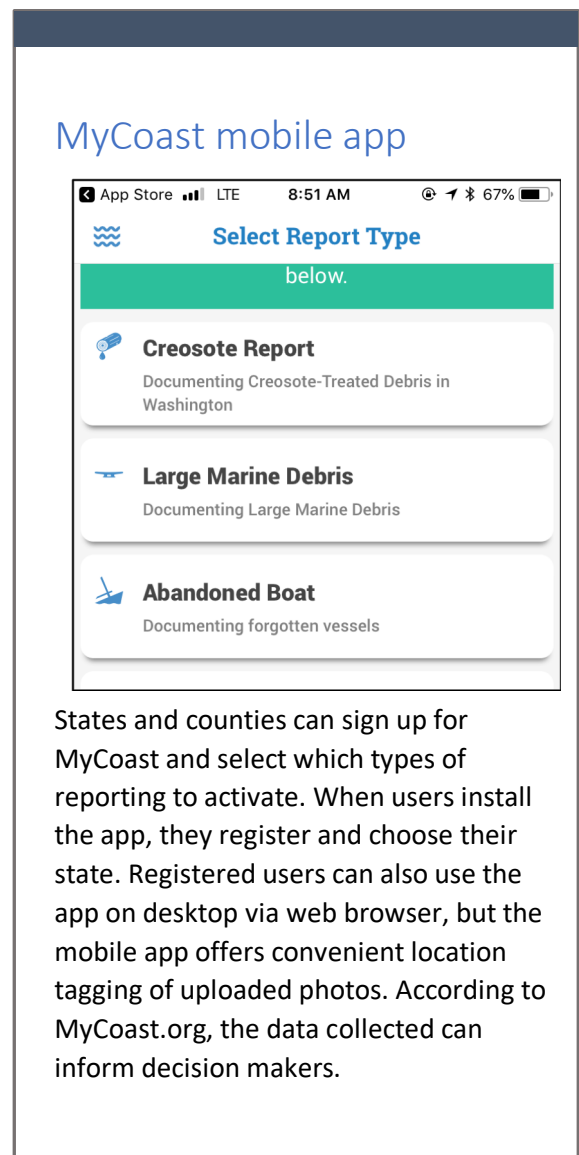 MyCoast mobile app
App Store LTE 8:51 AM 67%
Select Report Type
below.
Creosote Report
Documenting Creosote-Treated Debris in
Washington
Large Marine Debris
Documenting Large Marine Debris
Abandoned Boat
Documenting forgotten vessels
States and counties can sign up for
MyCoast and select which types of
reporting to activate. When users install
the app, they register and choose their
state. Registered users can also use the
app on desktop via web browser, but the
mobile app offers convenient location
tagging of uploaded photos. According to
MyCoast.org, the data collected can
inform decision makers.